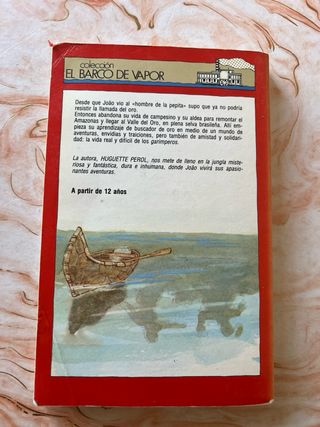 colección
EL BARCO DE VAPOR
Desde que João vio al «hombre de la pepita» supo que ya no podría
resistir la llamada del oro.
Entonces abandona su vida de campesino y su aldea para remontar el
Amazonas y llegar al Valle del Oro, en plena selva brasileña. Allí em-
pieza su aprendizaje de buscador de oro en medio de un mundo de
aventuras, envidias y traiciones, pero también de amistad y solidari-
dad: la vida real y difícil de los garimperos.
La autora, HUGUETTE PEROL, nos mete de lleno en la jungla miste-
riosa y fantástica, dura e inhumana, donde João vivirá sus apasio-
nantes aventuras.
A partir de 12 años